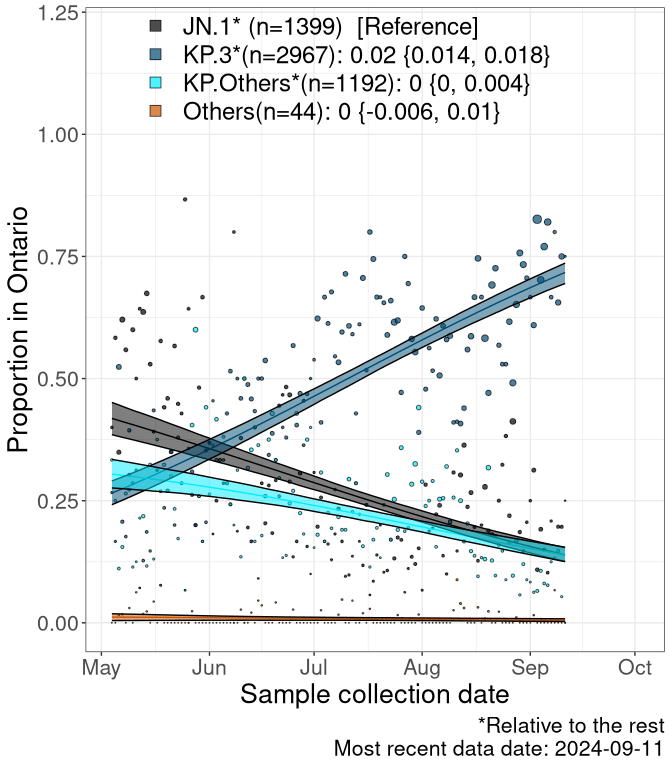 JN.1* (n=1399)  [Reference]
KP.3*(n=2967): 0.02 {0.014, 0.018}
KP.Others*(n=1192): 0 {0, 0.004}
Others(n=44): 0 {-0.006, 0.01}
1.25
1.00
0.75
0.50
0.25
0.00
Proportion in Ontario
May Jun Jul Aug Sep Oct
Sample collection date
*Relative to the rest
Most recent data date: 2024-09-11